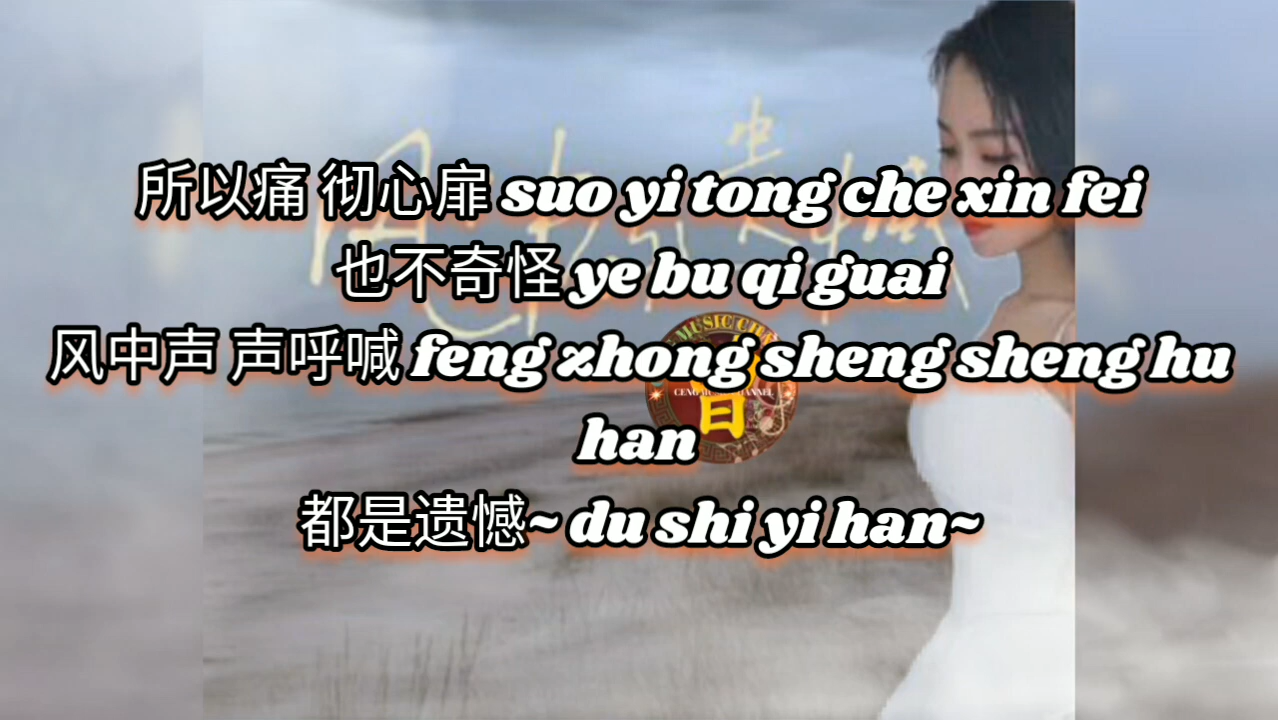 所以痛 彻心扉 suo yi tong che xin fei
也不奇怪 ye bu qi guai
风中声 声呼喊 feng zhong sheng sheng hu
han
都是遗憾~ du shi yi han~
音